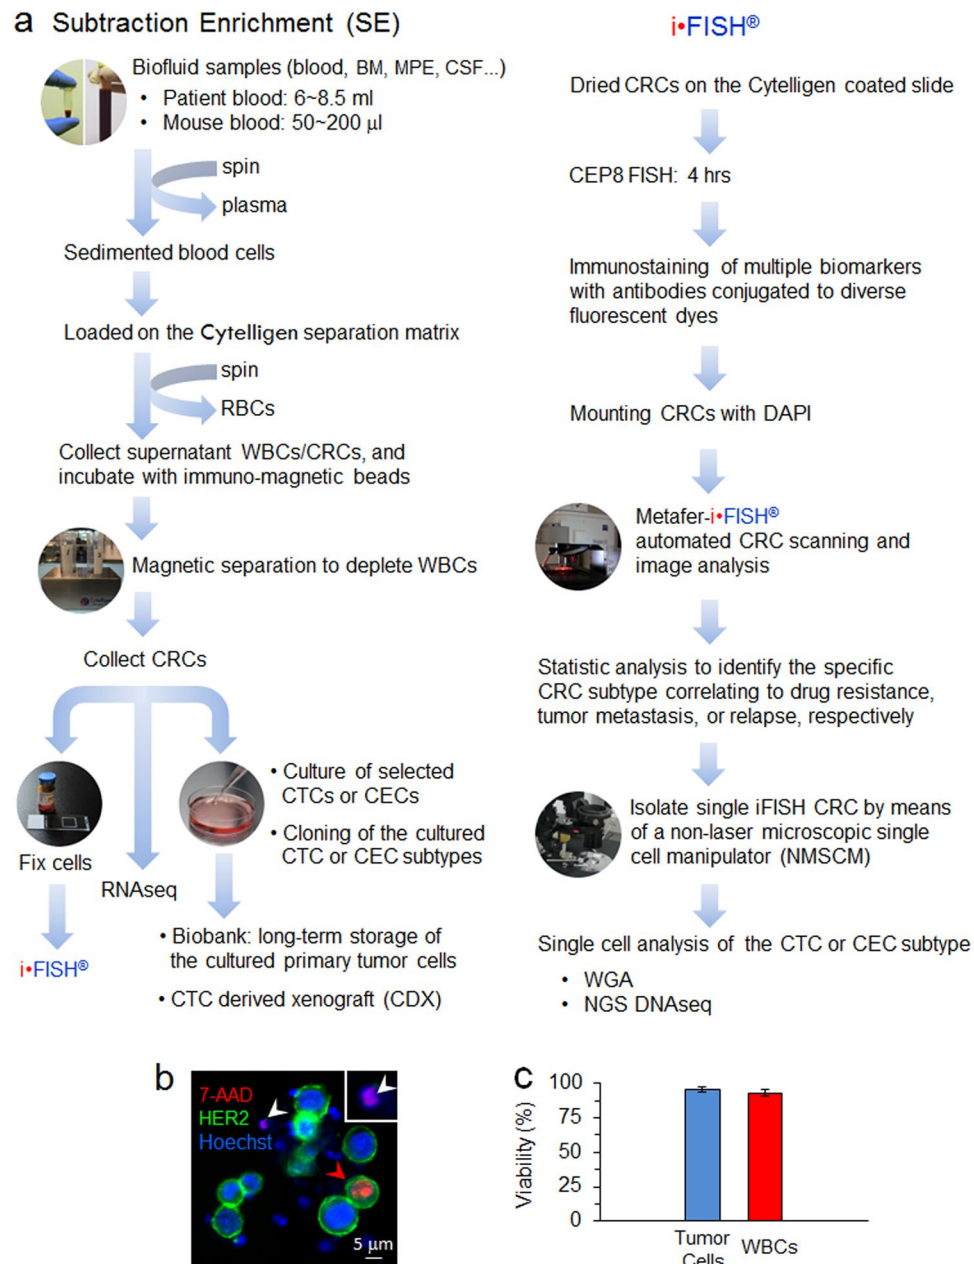 a Subtraction Enrichment (SE)
Biofluid samples (blood, BM, MPE, CSF...)
• Patient blood: 6~8.5 ml
• Mouse blood: 50~200 µl
spin
plasma
Sedimented blood cells
Loaded on the Cytelligen separation matrix
spin
RBCs
Collect supernatant WBCs/CRCs, and
incubate with immuno-magnetic beads
Magnetic separation to deplete WBCs
Collect CRCs
• Culture of selected
CTCs or CECs
• Cloning of the cultured
CTC or CEC subtypes
Fix cells
RNAseq
i•FISH®
• Biobank: long-term storage of
the cultured primary tumor cells
• CTC derived xenograft (CDX)
i•FISH®
Dried CRCs on the Cytelligen coated slide
CEP8 FISH: 4 hrs
Immunostaining of multiple biomarkers
with antibodies conjugated to diverse
fluorescent dyes
Mounting CRCs with DAPI
Metafer-i•FISH®
automated CRC scanning and
image analysis
Statistic analysis to identify the specific
CRC subtype correlating to drug resistance,
tumor metastasis, or relapse, respectively
Isolate single iFISH CRC by means
of a non-laser microscopic single
cell manipulator (NMSCM)
Single cell analysis of the CTC or CEC subtype
• WGA
• NGS DNAseq
b
7-AAD
HER2
Hoechst
5 µm
c
Viability (%)
100
75
50
25
0
Tumor
Cells
WBCs